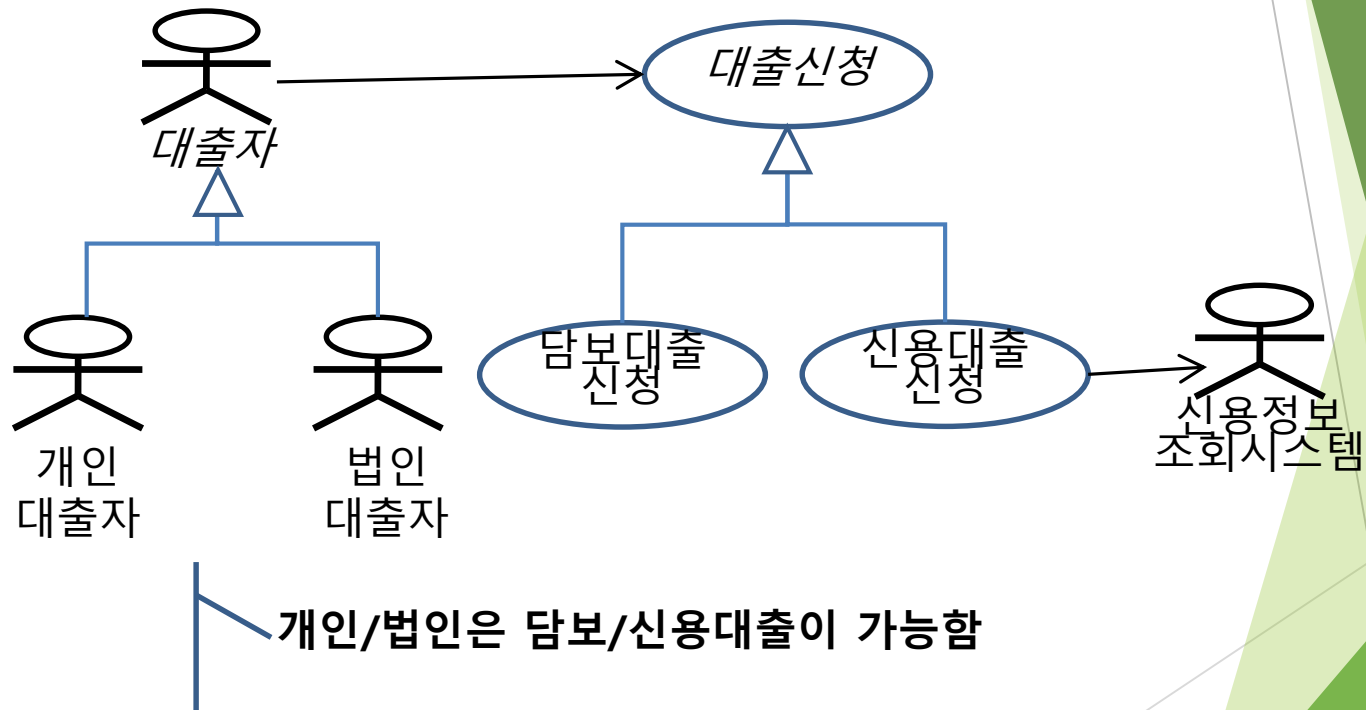 대출신청
대출자
담보대출
신청
신용대출
신청
개인
대출자
법인
대출자
신용정보
조회시스템
개인/법인은 담보/신용대출이 가능함